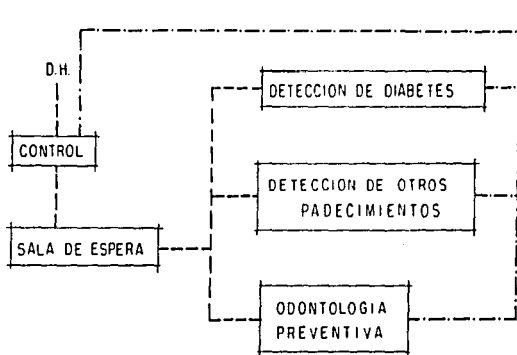 D.H.
CONTROL
SALA DE ESPERA
DETECCION DE DIABETES
DETECCION DE OTROS
PADECIMIENTOS
ODONTOLOGIA
PREVENTIVA